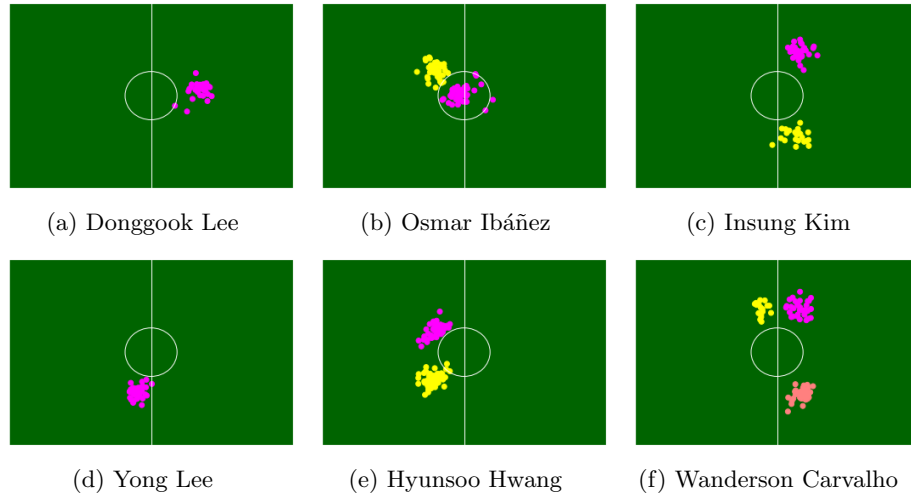 (a) Donggook Lee
(b) Osmar Ibáñez
(c) Insung Kim
(d) Yong Lee
(e) Hyunsoo Hwang
(f) Wanderson Carvalho